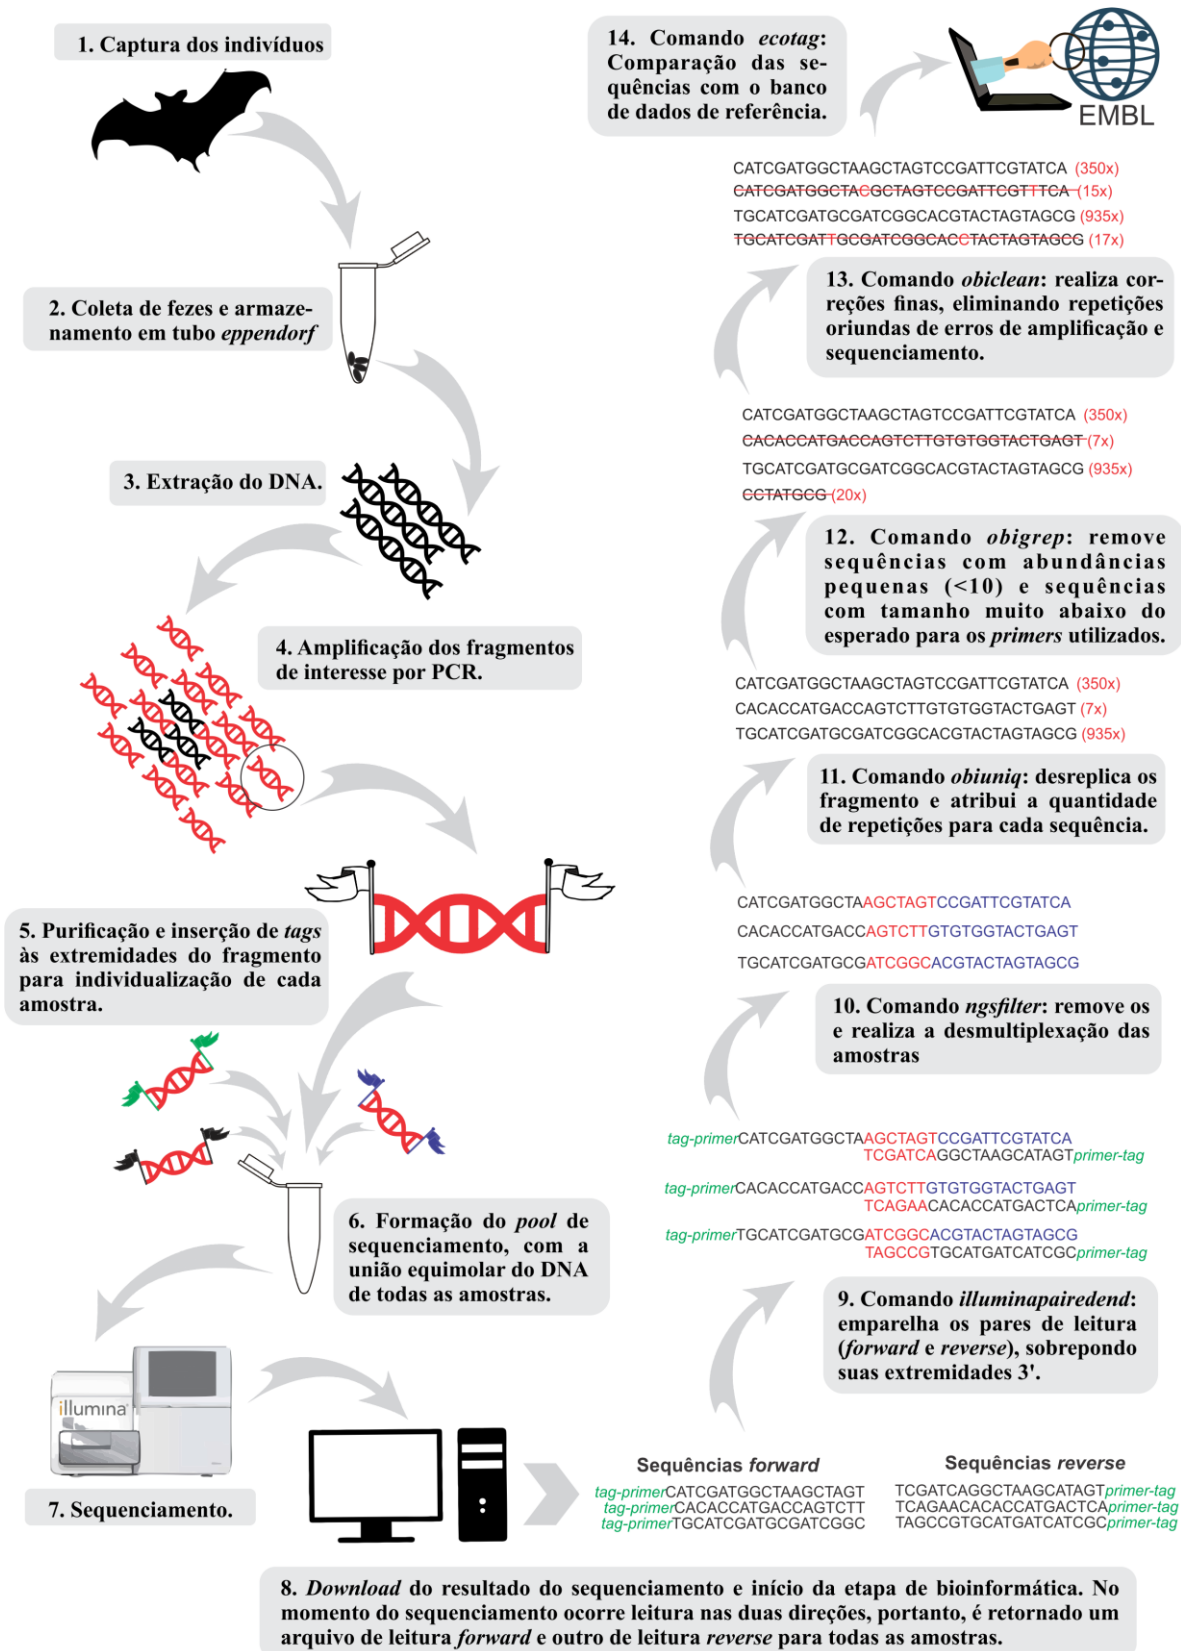 1. Captura dos indivíduos
2. Coleta de fezes e armaze-
namento em tubo eppendorf
3. Extração do DNA.
4. Amplificação dos fragmentos
de interesse por PCR.
5. Purificação e inserção de tags
às extremidades do fragmento
para individualização de cada
amostra.
6. Formação do pool de
sequenciamento, com a
união equimolar do DNA
de todas as amostras.
illumina
7. Sequenciamento.
8. Download do resultado do sequenciamento e início da etapa de bioinformática. No
momento do sequenciamento ocorre leitura nas duas direções, portanto, é retornado um
arquivo de leitura forward e outro de leitura reverse para todas as amostras.
Sequências forward
tag-primerCATCGATGGCTAAGCTAGT
tag-primerCACACCATGACCAGTCTT
tag-primerTGCATCGATGCGATCGGC
Sequências reverse
TCGATCAGGCTAAGCATAGTprimer-tag
TCAGAACACACCATGACTCAprimer-tag
TAGCCGTGCATGATCATCGCprimer-tag
9. Comando illuminapairedend:
emparelha os pares de leitura
(forward e reverse), sobrepondo
suas extremidades 3'.
tag-primerCATCGATGGCTAAGCTAGTCCGATTCGTATCA
TCGATCAGGCTAAGCATAGTprimer-tag
tag-primerCACACCATGACCAGTCTTGTGTGGTACTGAGT
TCAGAACACACCATGACTCAprimer-tag
tag-primerTGCATCGATGCGATCGGCACGTACTAGTAGCG
TAGCCGTGCATGATCATCGCprimer-tag
10. Comando ngsfilter: remove os
e realiza a desmultiplexação das
amostras
CATCGATGGCTAAGCTAGTCCGATTCGTATCA
CACACCATGACCAGTCTTGTGTGGTACTGAGT
TGCATCGATGCGATCGGCACGTACTAGTAGCG
11. Comando obiuniq: desreplica os
fragmento e atribui a quantidade
de repetições para cada sequência.
CATCGATGGCTAAGCTAGTCCGATTCGTATCA (350x)
CACACCATGACCAGTCTTGTGTGGTACTGAGT (7x)
TGCATCGATGCGATCGGCACGTACTAGTAGCG (935x)
12. Comando obigrep: remove
sequências com abundâncias
pequenas (<10) e sequências
com tamanho muito abaixo do
esperado para os primers utilizados.
CATCGATGGCTAAGCTAGTCCGATTCGTATCA (350x)
CACACCATGACCAGTCTTGTGTGGTACTGAGT (7x)
TGCATCGATGCGATCGGCACGTACTAGTAGCG (935x)
CCTATGCG (20x)
13. Comando obiclean: realiza cor-
reções finas, eliminando repetições
oriundas de erros de amplificação e
sequenciamento.
CATCGATGGCTAAGCTAGTCCGATTCGTATCA (350x)
CATCGATGGCTACGCTAGTCCGATTCGTTTCA (15x)
TGCATCGATGCGATCGGCACGTACTAGTAGCG (935x)
TGCATCGATTGCGATCGGCACCTACTAGTAGCG (17x)
14. Comando ecotag:
Comparação das se-
quências com o banco
de dados de referência.
EMBL